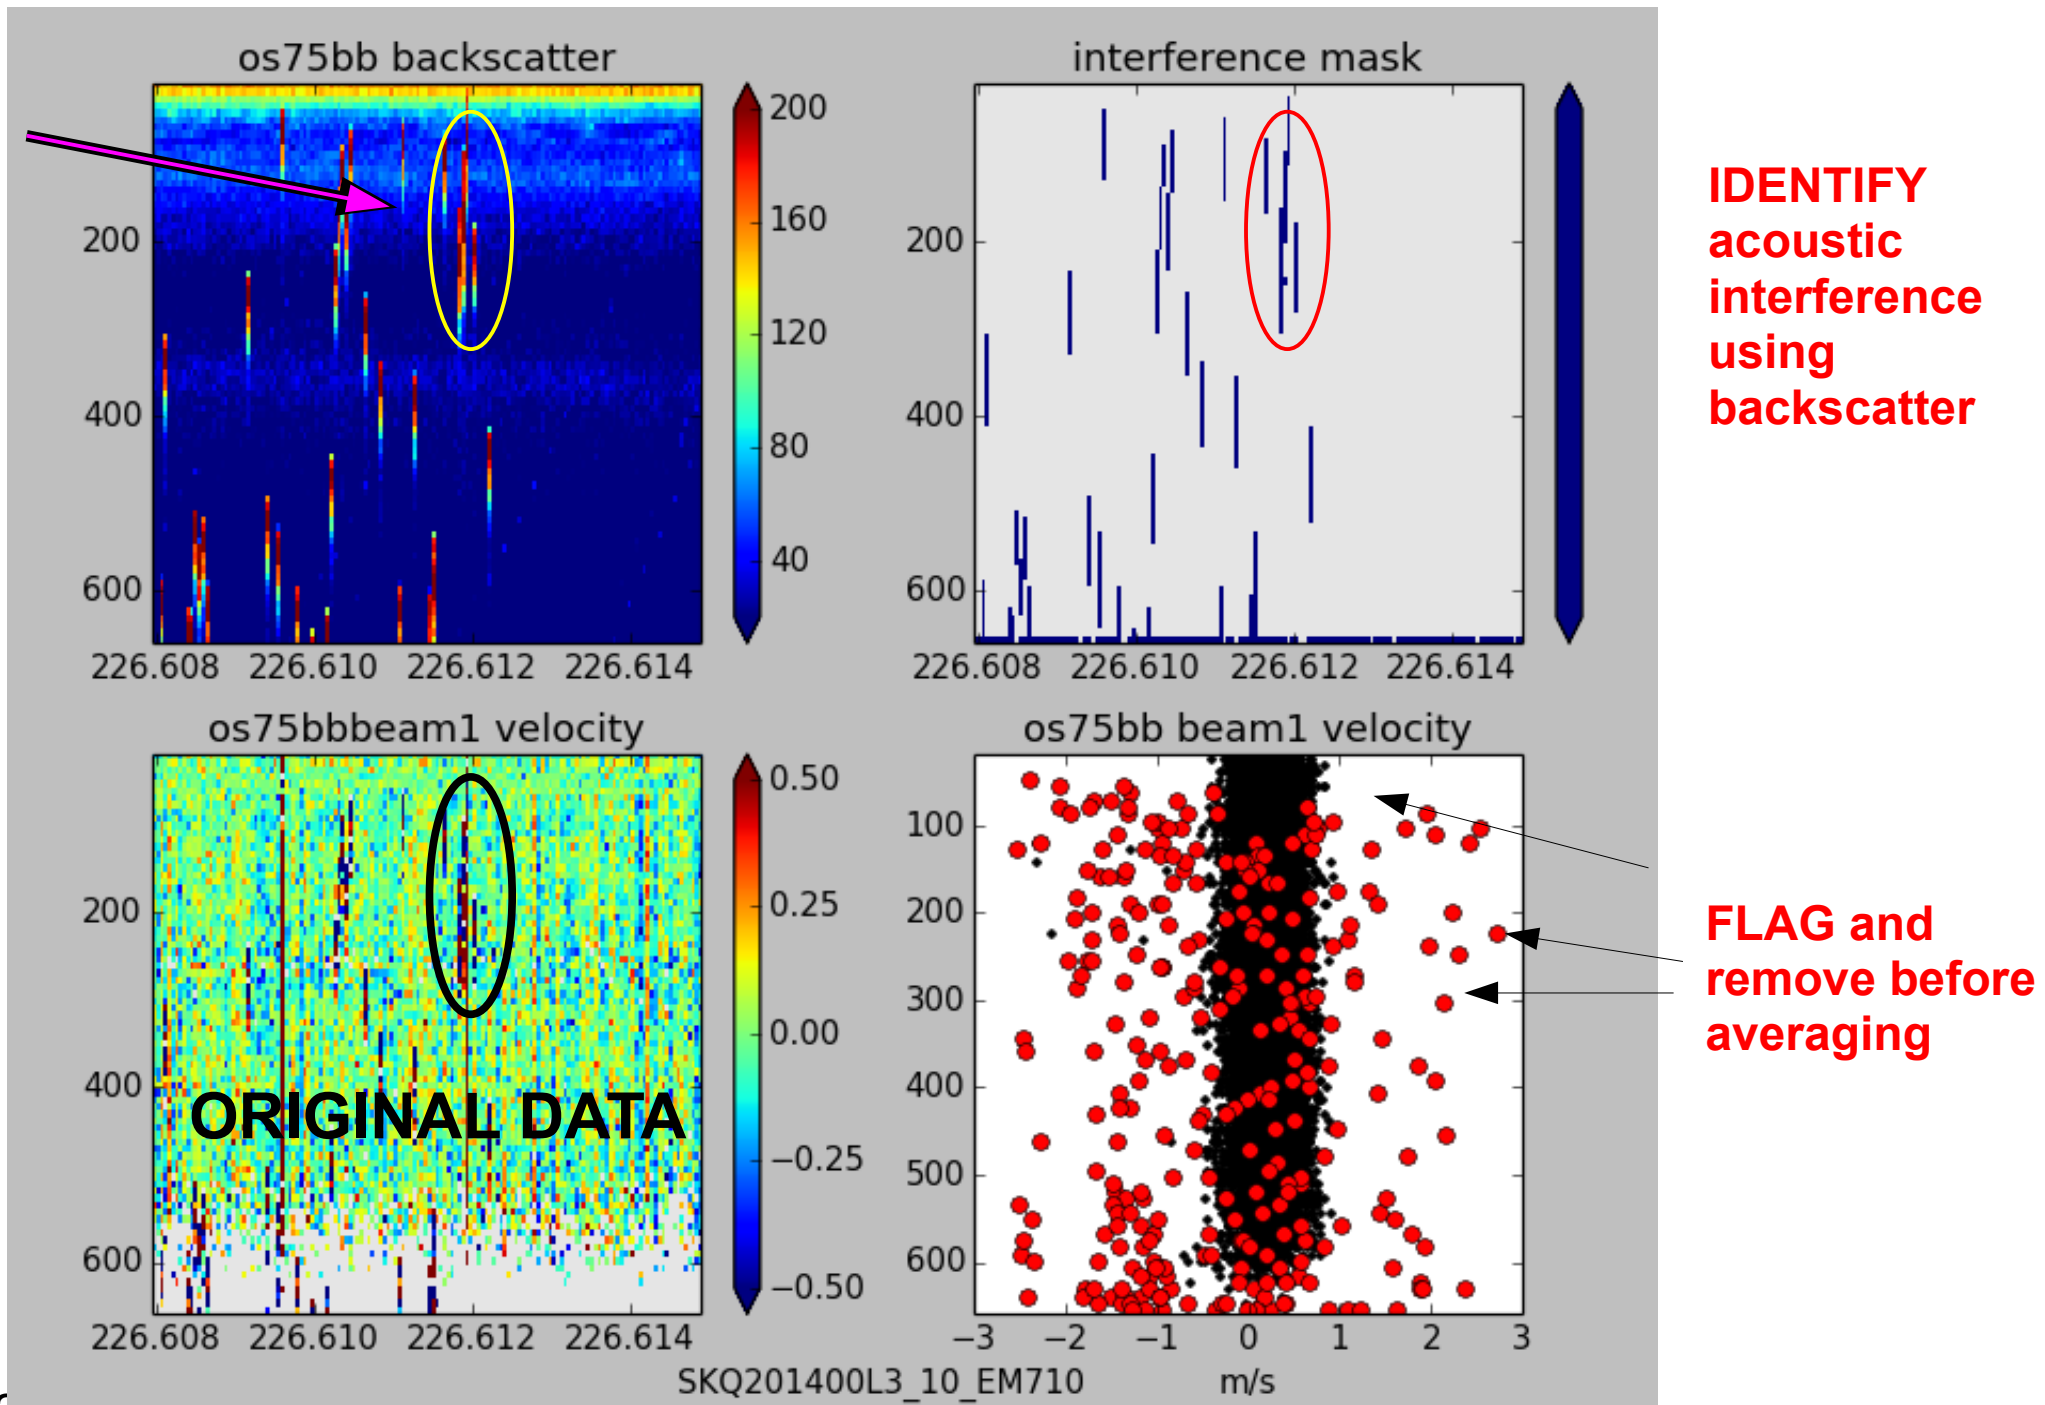 os75bb backscatter
200
400
600
226.608 226.610 226.612 226.614
200
160
120
80
40
interference mask
200
400
600
226.608 226.610 226.612 226.614
IDENTIFY
acoustic
interference
using
backscatter
os75bbbeam1 velocity
200
400
600
ORIGINAL DATA
226.608 226.610 226.612 226.614
0.50
0.25
0.00
−0.25
−0.50
os75bb beam1 velocity
100
200
300
400
500
600
−3 −2 −1 0 1 2 3
FLAG and
remove before
averaging
SKQ201400L3_10_EM710
m/s